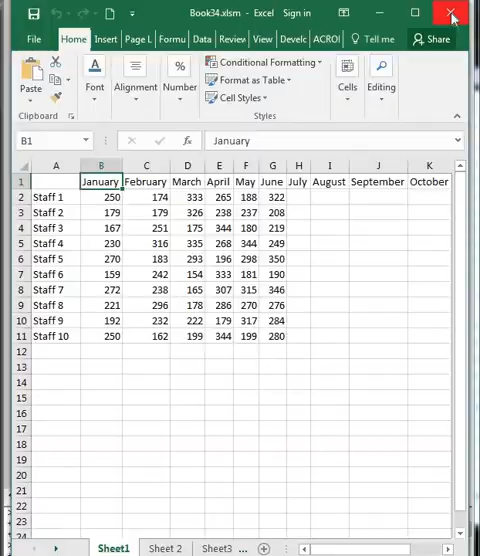 Book34.xlsm - Excel Sign in
File Home Insert Page L Formu Data Review View Develc ACROI Tell me Share
Paste Font Alignment Number Conditional Formatting Format as Table Cell Styles Cells Editing
Clipboard Styles
B1 fx January
A B C D E F G H I J K
1 January February March April May June July August September October
2 Staff 1 250 174 333 265 188 322
3 Staff 2 179 179 326 238 237 208
4 Staff 3 167 251 175 344 180 219
5 Staff 4 230 316 335 268 344 249
6 Staff 5 270 183 293 196 298 350
7 Staff 6 159 242 154 333 181 190
8 Staff 7 272 238 165 307 315 346
9 Staff 8 221 296 178 286 270 276
10 Staff 9 192 232 222 179 317 284
11 Staff 10 250 162 199 344 199 280
12
13
14
15
16
17
18
19
20
21
22
23
24
Sheet1 Sheet 2 Sheet3 ...